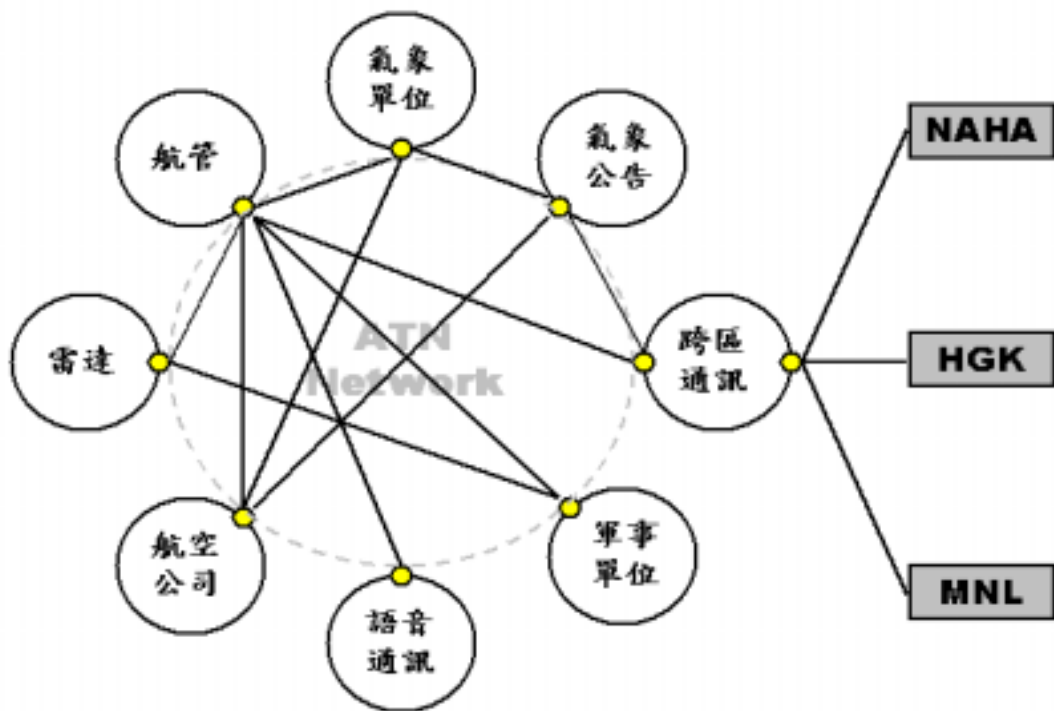 氣象
單位
航管
氣象
公告
雷達
ATN
Network
跨區
通訊
航空
公司
語音
通訊
軍事
單位
NAHA
HGK
MNL